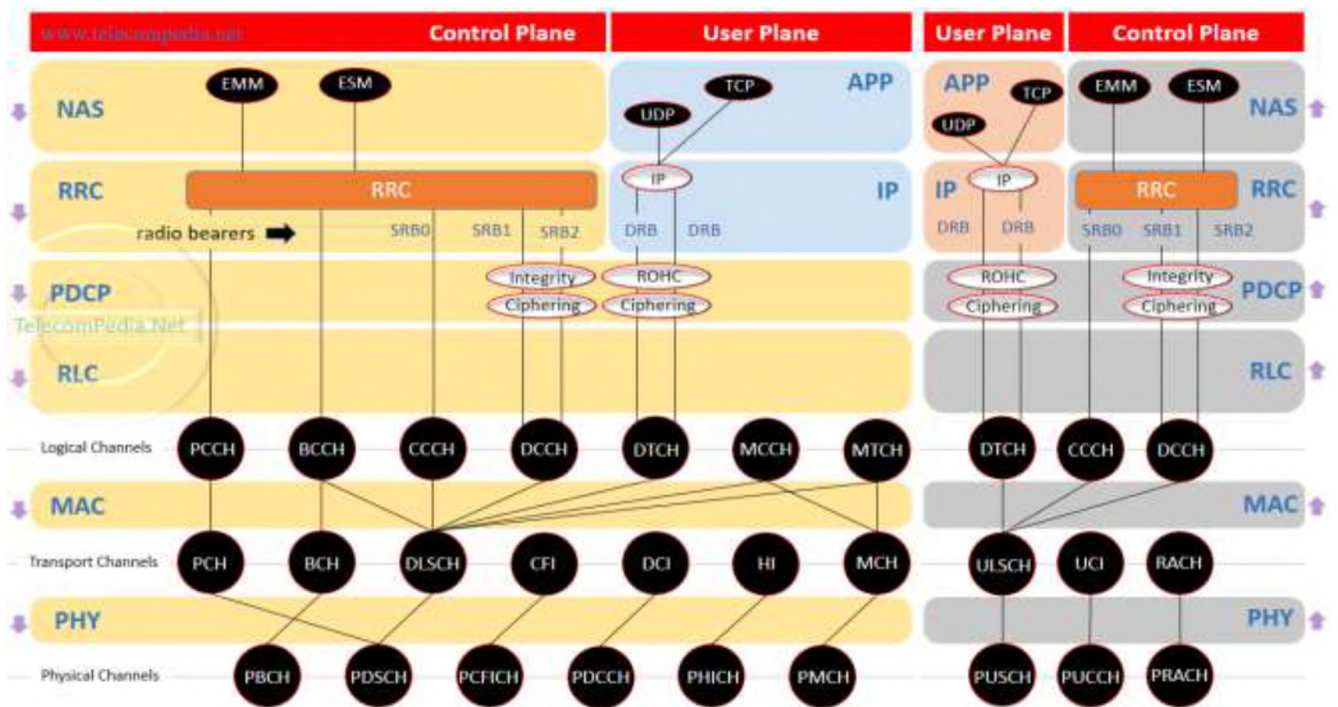 www.telecompedia.net Control Plane User Plane User Plane Control Plane
EMM ESM TCP APP APP TCP EMM ESM
NAS UDP UDP NAS
RRC RRC IP IP IP IP RRC RRC
radio bearers SRB0 SRB1 SRB2 DRB DRB DRB DRB SRB0 SRB1 SRB2
Integrity ROHC ROHC Integrity
PDCP Ciphering Ciphering Ciphering Ciphering PDCP
TelecomPedia.Net
RLC RLC
Logical Channels PCCH BCCH CCCH DCCH DTCH MCCH MTCH DTCH CCCH DCCH
MAC MAC
Transport Channels PCH BCH DLSCH CFI DCI HI MCH ULSCH UCI RACH
PHY PHY
Physical Channels PBCH PDSCH PCFICH PDCCH PHICH PMCH PUSCH PUCCH PRACH